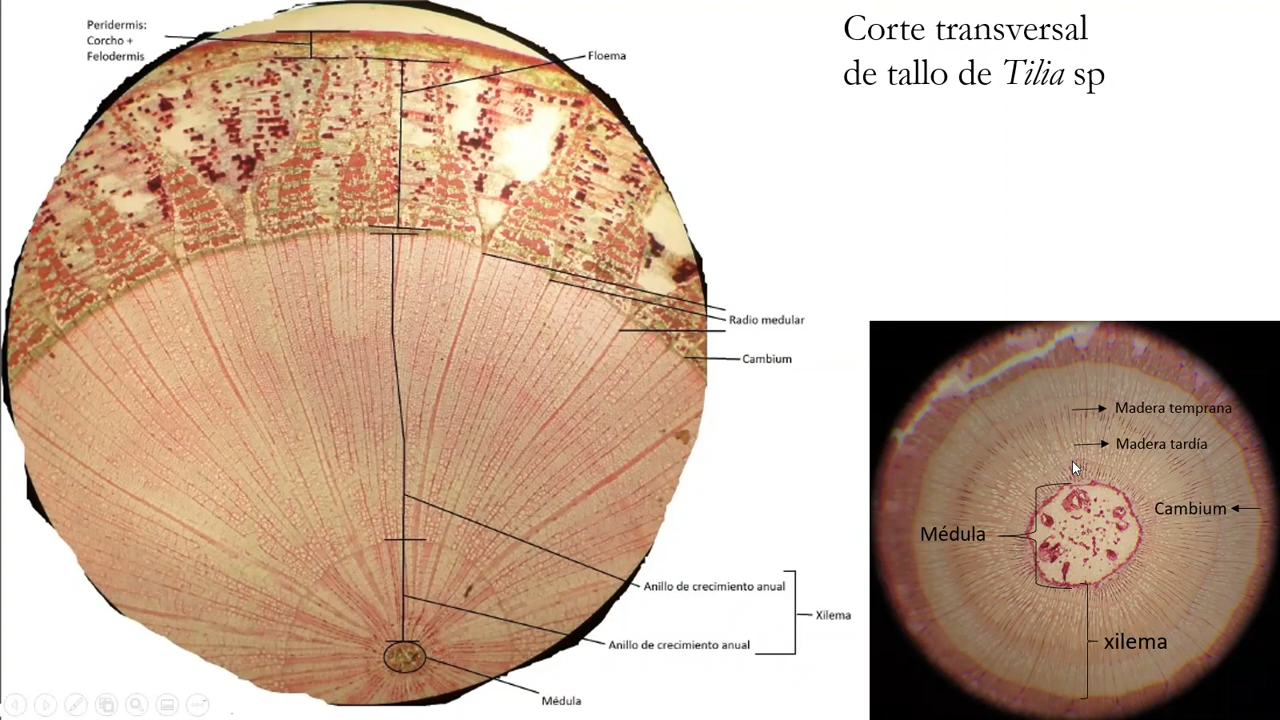 Corte transversal
de tallo de Tilia sp
Peridermis:
Corcho +
Felodermis
Floema
Radio medular
Cambium
Anillo de crecimiento anual
Xilema
Anillo de crecimiento anual
Médula
Madera temprana
Madera tardía
Cambium
Médula
xilema